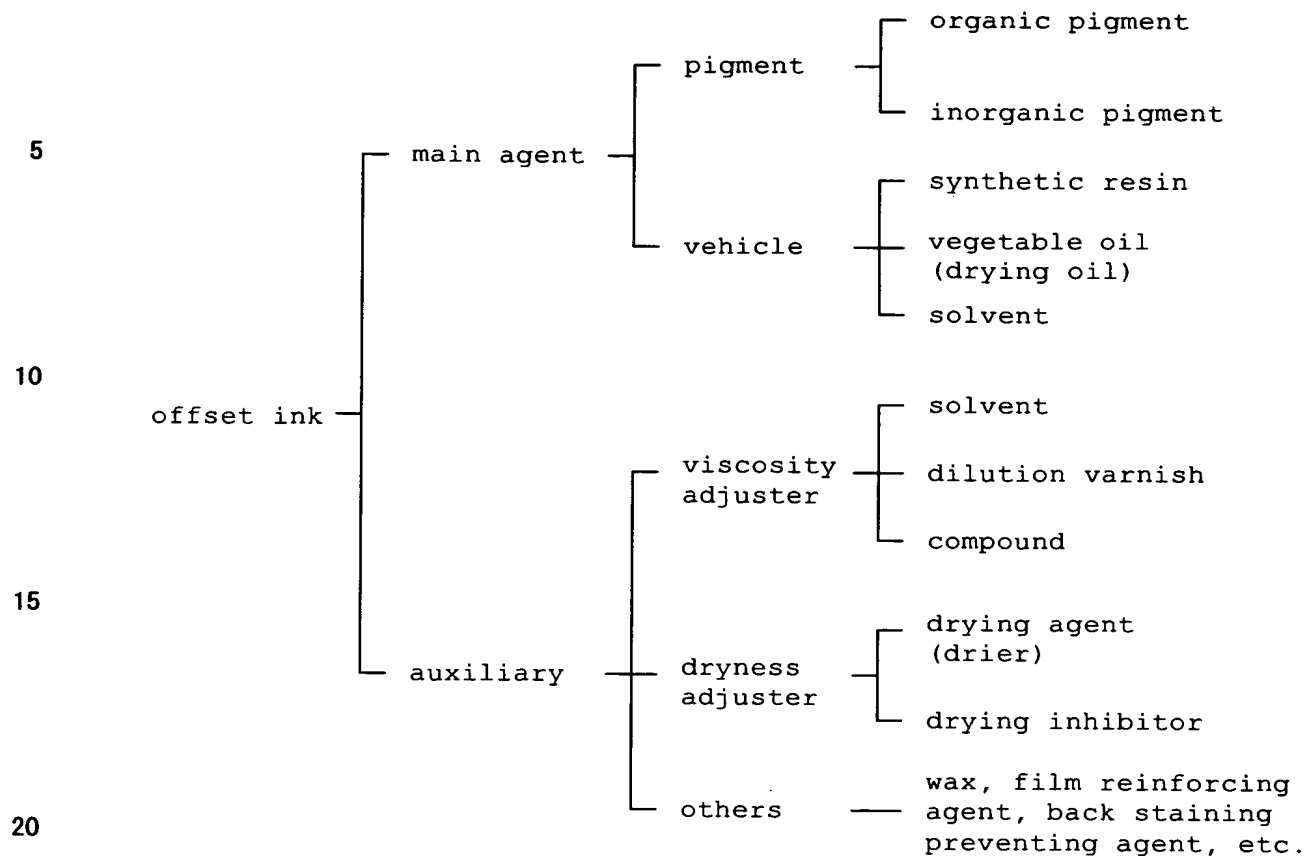 organic pigment
pigment
inorganic pigment
5
main agent
synthetic resin
vehicle
vegetable oil
(drying oil)
solvent
10
offset ink
solvent
viscosity
adjuster
dilution varnish
compound
15
drying agent
(drier)
auxiliary
dryness
adjuster
drying inhibitor
others
wax, film reinforcing
agent, back staining
preventing agent, etc.
20